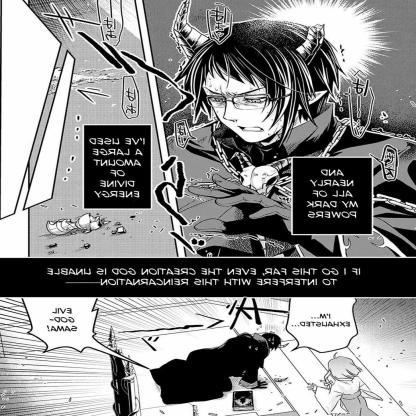 I'VE USED
A LARGE
AMOUNT
OF
DIVINE
ENERGY
AND
NEARLY
ALL OF
MY DARK
POWERS
IF I GO THIS FAR, EVEN THE CREATION GOD IS UNABLE
TO INTERFERE WITH THIS REINCARNATION———
EVIL
GOD-
SAMA!
I'M...
EXHAUSTED...